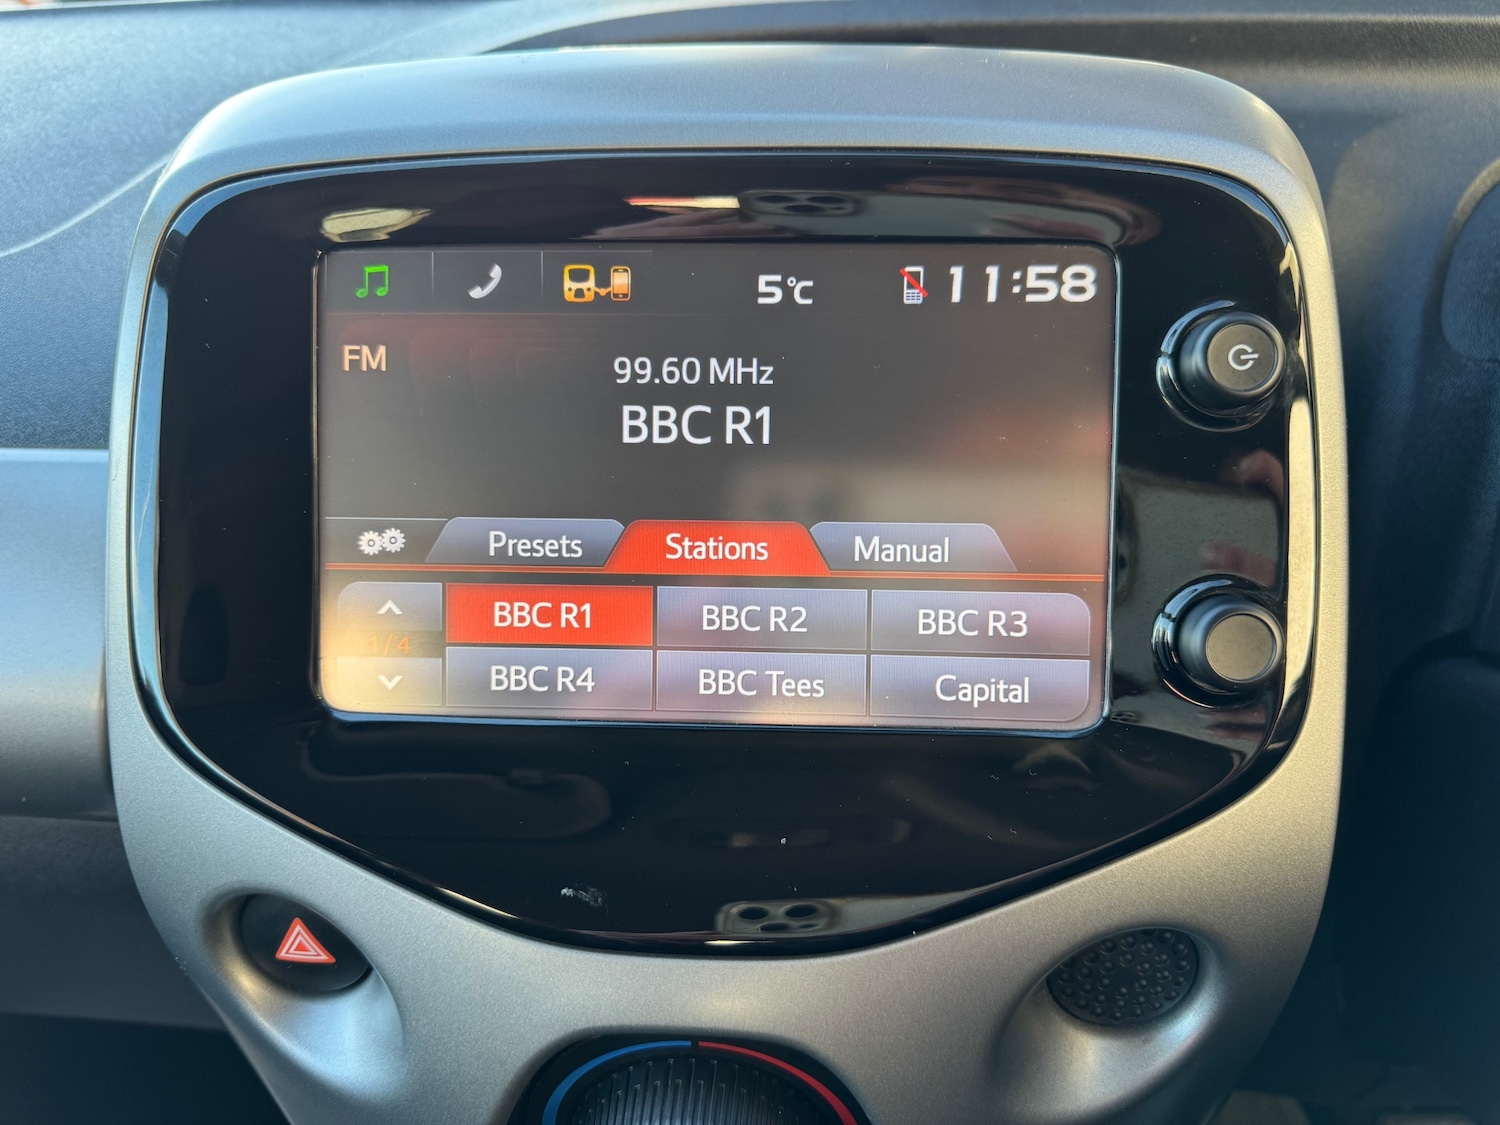 5°C 11:58
FM
99.60 MHz
BBC R1
Presets Stations Manual
BBC R1 BBC R2 BBC R3
1/4
BBC R4 BBC Tees Capital